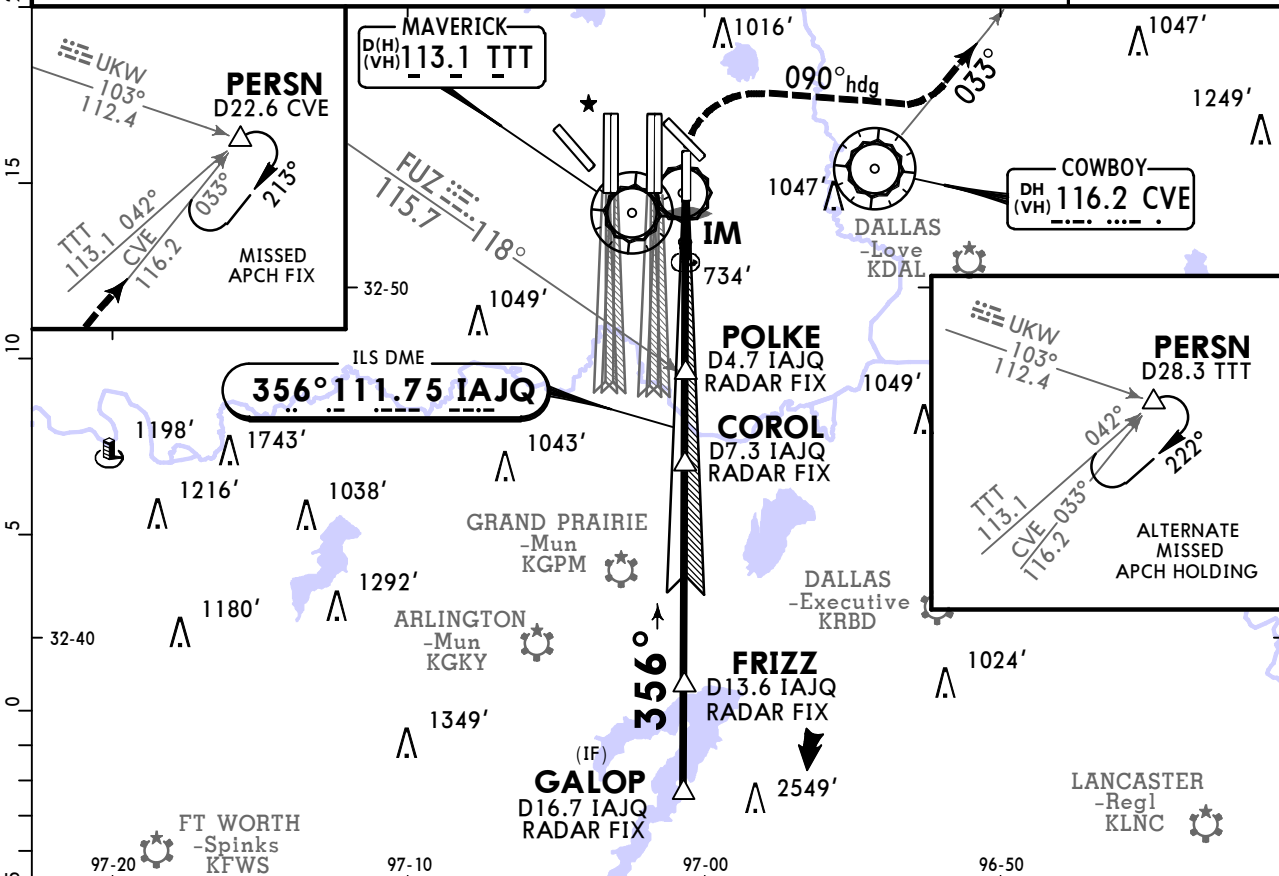 UKW
103°
112.4
PERSN
D22.6 CVE
213°
033°
TTT
113.1 042°
CVE
116.2
MISSED
APCH FIX
MAVERICK
D(H)
(VH)
113.1 TTT
1016'
1047'
090° hdg
033°
1249'
FUZ
115.7
118°
COWBOY
DH
(VH)
116.2 CVE
1047'
IM
734'
DALLAS
-Love
KDAL
15
32-50
1049'
ILS DME
356° 111.75 IAJQ
POLKE
D4.7 IAJQ
RADAR FIX
COROL
D7.3 IAJQ
RADAR FIX
1049'
UKW
103°
112.4
PERSN
D28.3 TTT
042°
222°
TTT
113.1
CVE
116.2
033°
ALTERNATE
MISSED
APCH HOLDING
10
1198'
1743'
1043'
1216'
1038'
5
GRAND PRAIRIE
-Mun
KGPM
1292'
1180'
ARLINGTON
-Mun
KGKY
DALLAS
-Executive
KRBD
32-40
356°
FRIZZ
D13.6 IAJQ
RADAR FIX
1024'
0
1349'
(IF)
GALOP
D16.7 IAJQ
RADAR FIX
2549'
LANCASTER
-Regl
KLNC
FT WORTH
-Spinks
KFWS
97-20
97-10
97-00
96-50